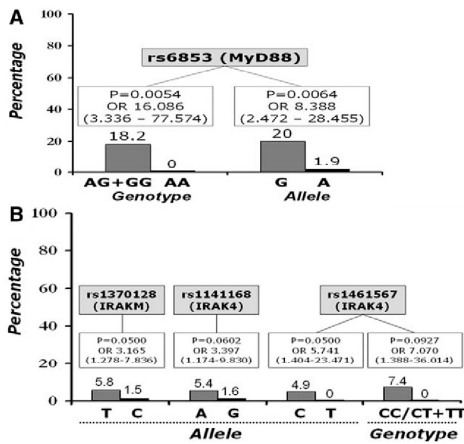 A
Percentage
100
80
60
40
20
0
rs6853 (MyD88)
P=0.0054
OR 16.086
(3.336 – 77.574)
P=0.0064
OR 8.388
(2.472 – 28.455)
18.2
0
20
1.9
AG+GG AA
G A
Genotype
Allele
B
Percentage
100
80
60
40
20
0
rs1370128
(IRAKM)
rs1141168
(IRAK4)
rs1461567
(IRAK4)
P=0.0500
OR 3.165
(1.278-7.836)
P=0.0602
OR 3.397
(1.174-9.830)
P=0.0500
OR 5.741
(1.404-23.471)
P=0.0927
OR 7.070
(1.388-36.014)
5.8 1.5
5.4 1.6
4.9 0
7.4 0
T C
A G
C T
CC/CT+TT
Allele
Genotype